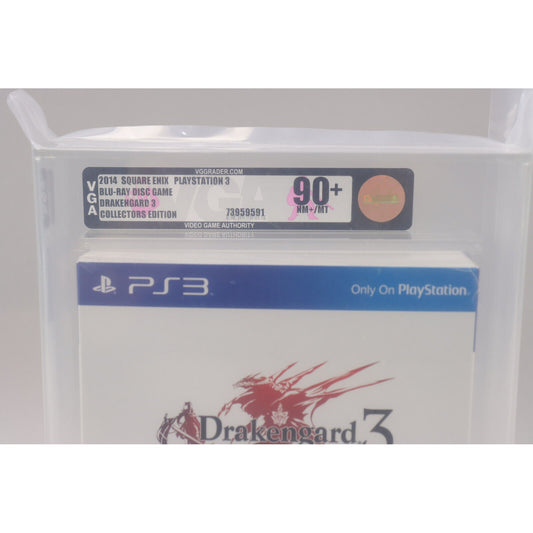 VGGRADER.COM
VGA
2014 SQUARE ENIX PLAYSTATION 3
BLU-RAY DISC GAME
DRAKENGARD 3
COLLECTORS EDITION 73959591
90+
NM+/MT
VIDEO GAME AUTHORITY
PS3
Only On PlayStation
Drakengard 3